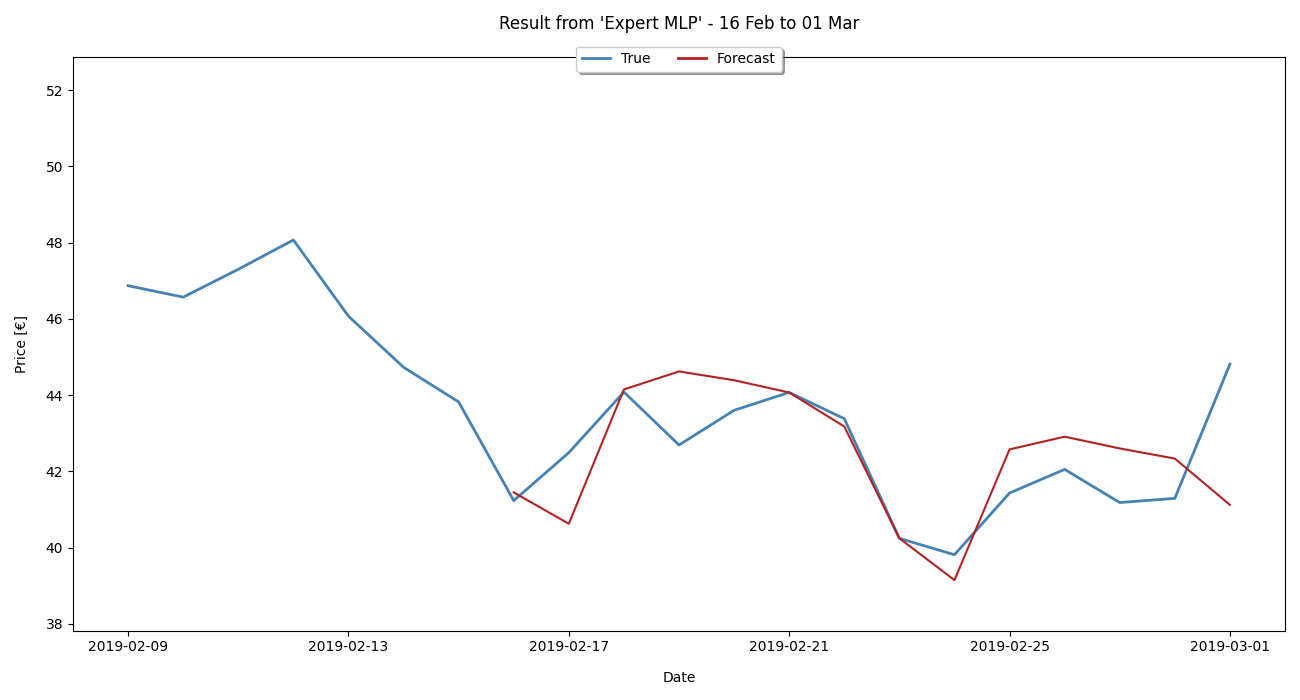 Result from 'Expert MLP' - 16 Feb to 01 Mar
True Forecast
52
50
48
46
44
42
40
38
Price [€]
2019-02-09 2019-02-13 2019-02-17 2019-02-21 2019-02-25 2019-03-01
Date